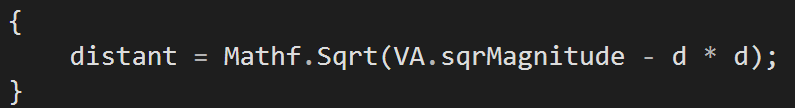 {
    distant = Mathf.Sqrt(VA.sqrMagnitude - d * d);
}